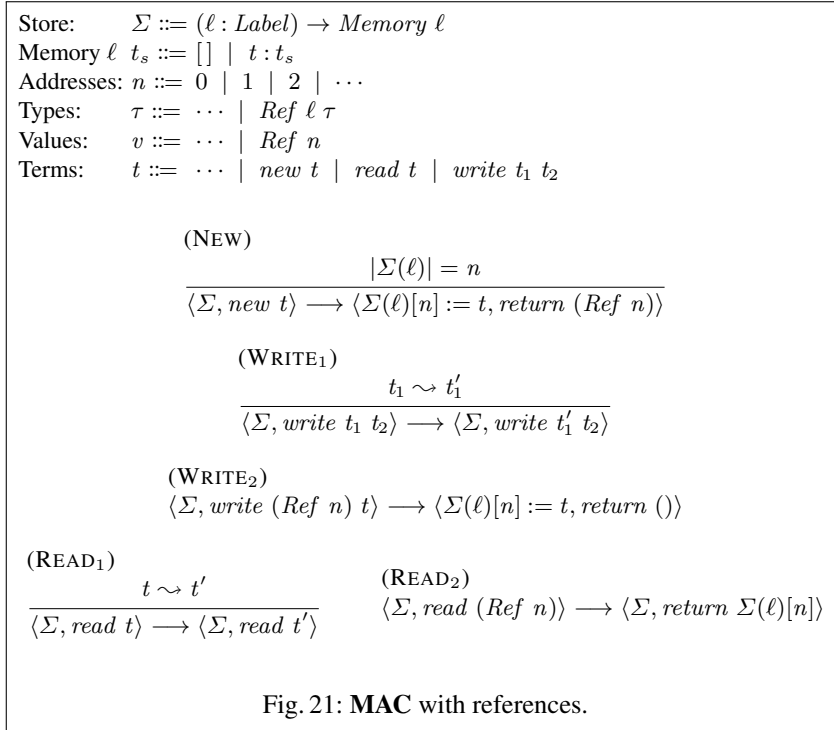 Store: Σ ::= (ℓ : Label) → Memory ℓ
Memory ℓ t_s ::= [ ] | t : t_s
Addresses: n ::= 0 | 1 | 2 | ⋯
Types: τ ::= ⋯ | Ref ℓ τ
Values: v ::= ⋯ | Ref n
Terms: t ::= ⋯ | new t | read t | write t₁ t₂
(NEW)
|Σ(ℓ)| = n
⟨Σ, new t⟩ ⟶ ⟨Σ(ℓ)[n] := t, return (Ref n)⟩
(WRITE₁)
t₁ ⇝ t₁′
⟨Σ, write t₁ t₂⟩ ⟶ ⟨Σ, write t₁′ t₂⟩
(WRITE₂)
⟨Σ, write (Ref n) t⟩ ⟶ ⟨Σ(ℓ)[n] := t, return ()⟩
(READ₁)
t ⇝ t′
⟨Σ, read t⟩ ⟶ ⟨Σ, read t′⟩
(READ₂)
⟨Σ, read (Ref n)⟩ ⟶ ⟨Σ, return Σ(ℓ)[n]⟩
Fig. 21: MAC with references.